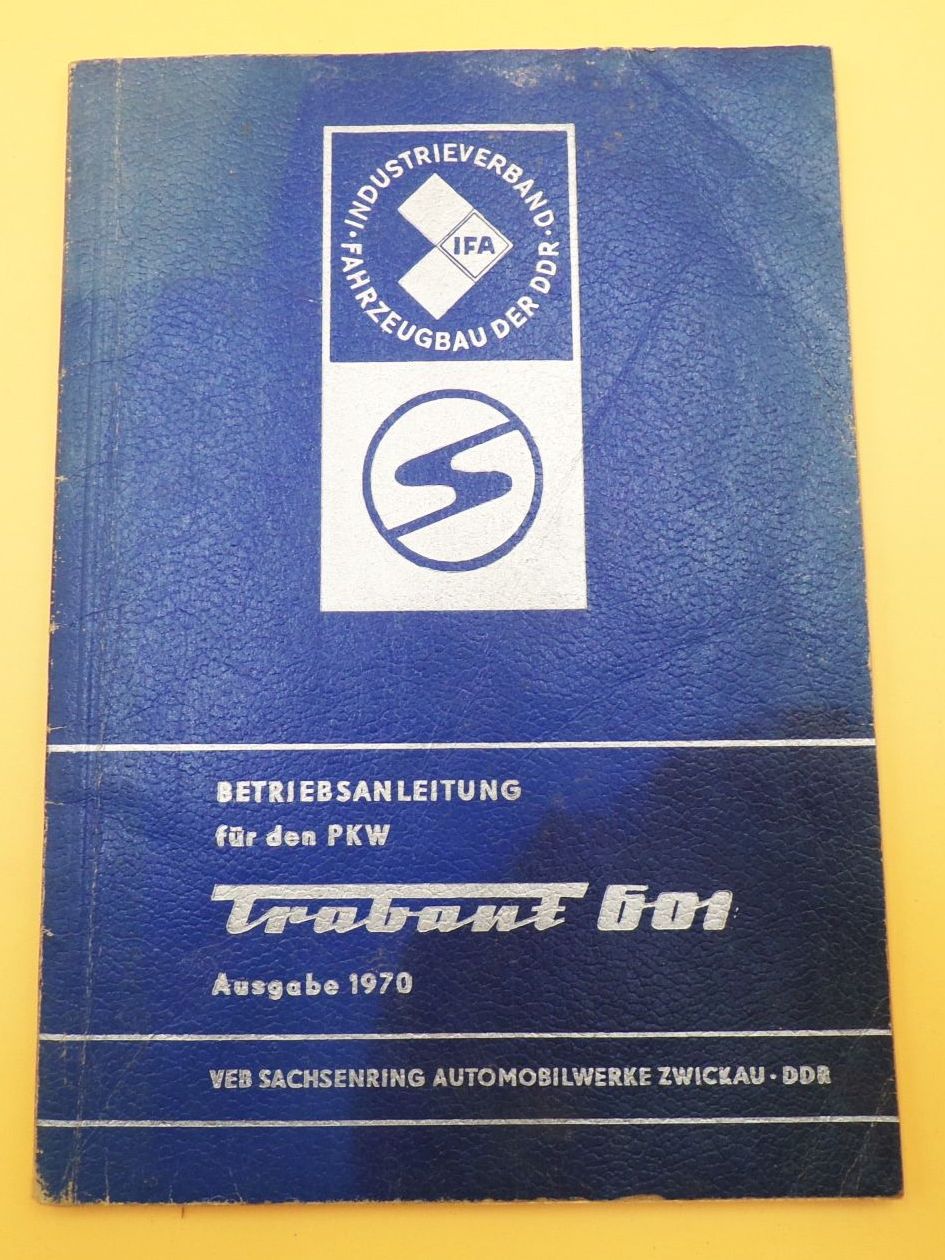 · INDUSTRIEVERBAND ·
FAHRZEUGBAU DER DDR
IFA
S
BETRIEBSANLEITUNG
für den PKW
Trabant 601
Ausgabe 1970
VEB SACHSENRING AUTOMOBILWERKE ZWICKAU · DDR